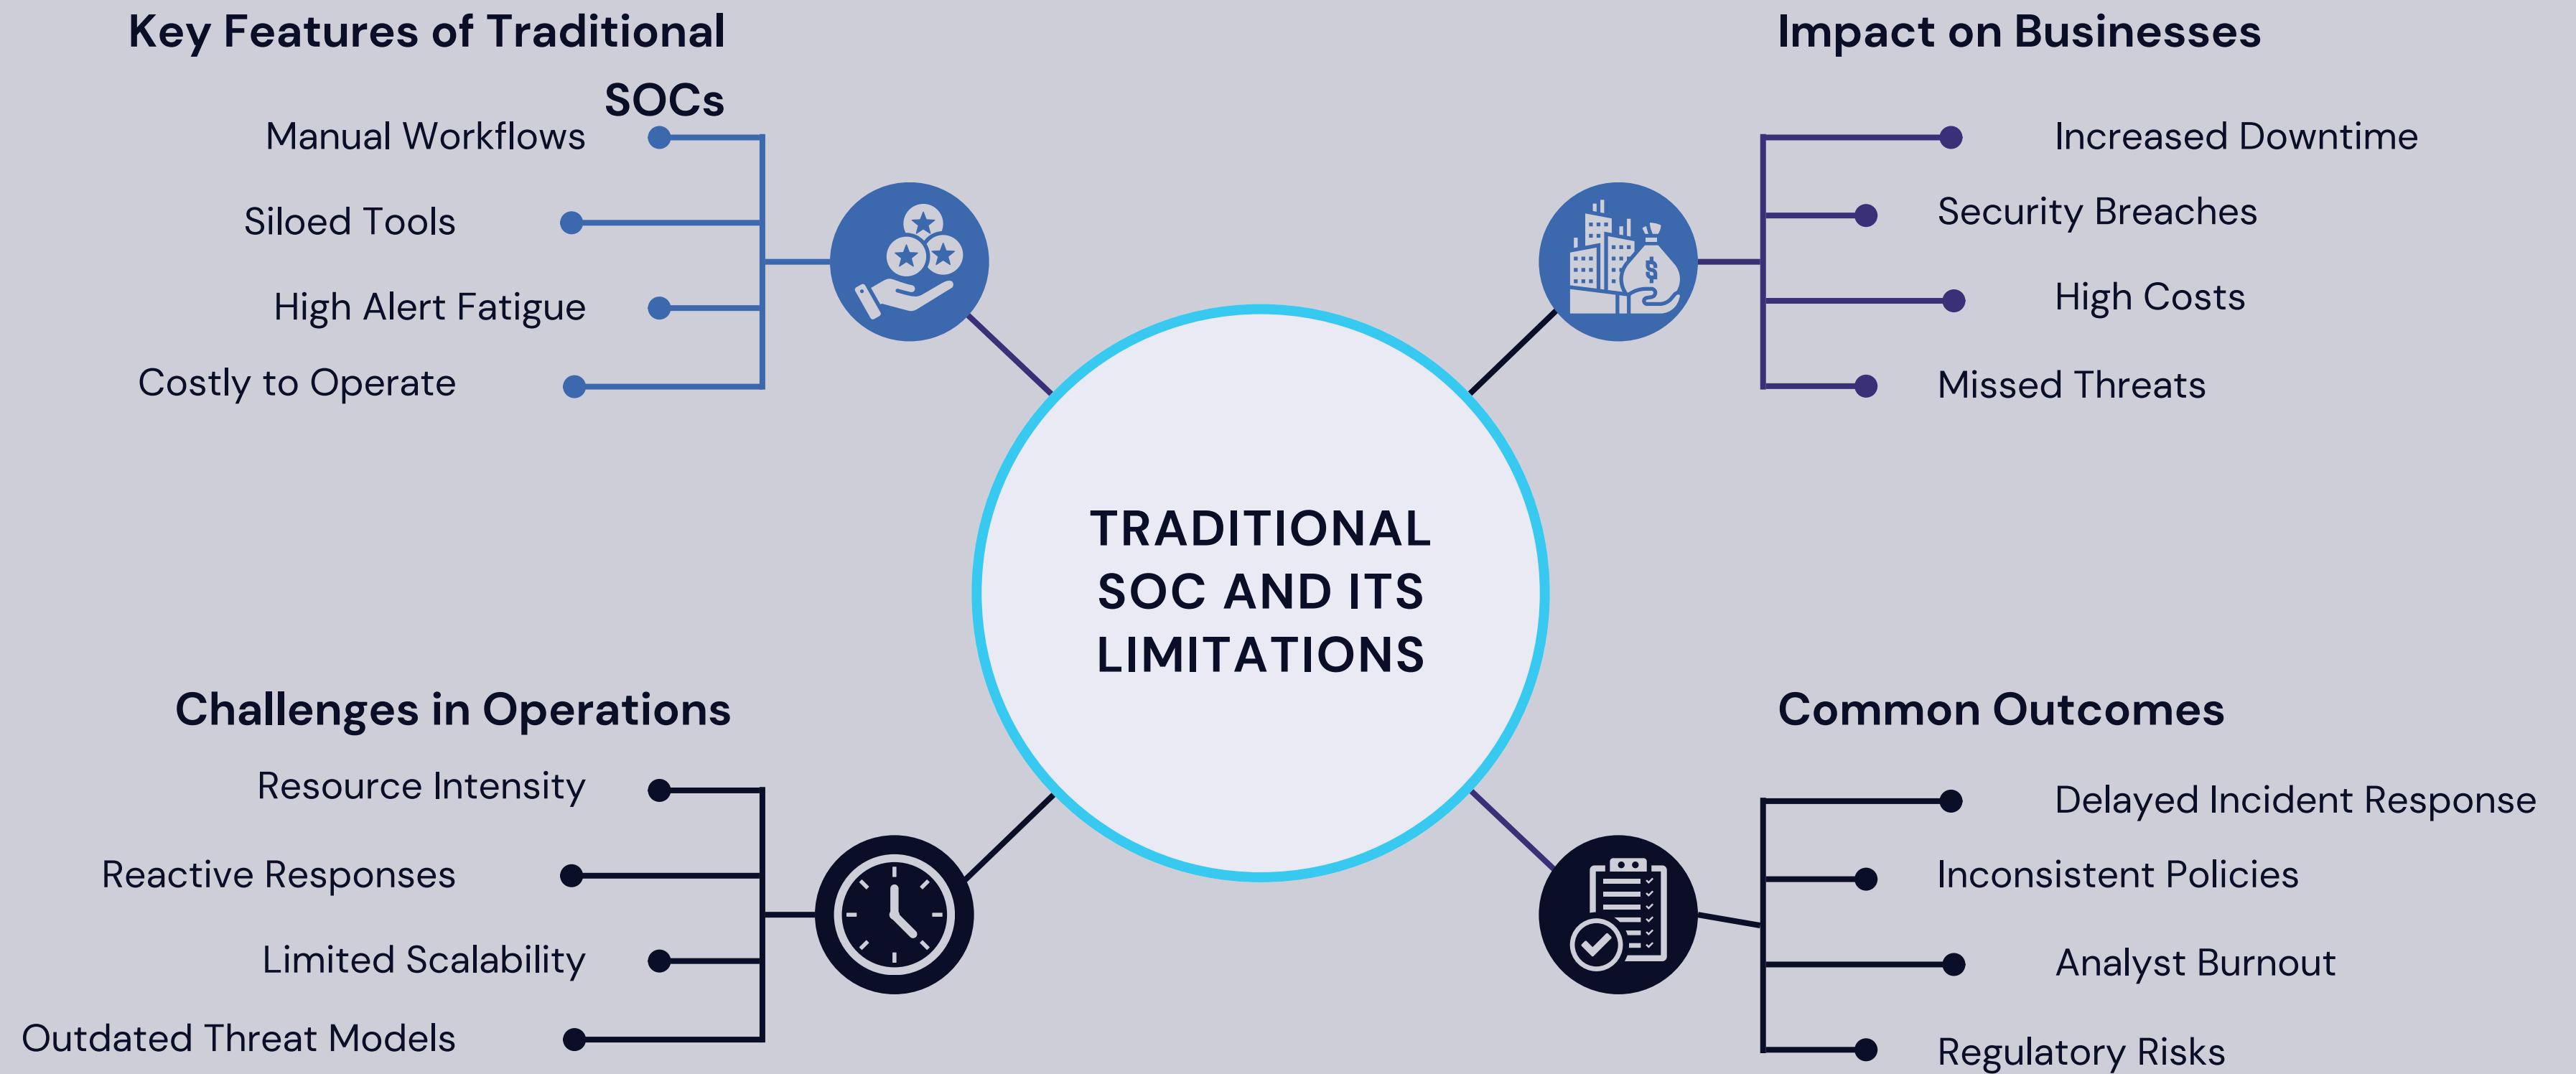 Key Features of Traditional
SOCs
Manual Workflows
Siloed Tools
High Alert Fatigue
Costly to Operate
Impact on Businesses
Increased Downtime
Security Breaches
$
High Costs
Missed Threats
TRADITIONAL
SOC AND ITS
LIMITATIONS
Challenges in Operations
Resource Intensity
Reactive Responses
Limited Scalability
Outdated Threat Models
Common Outcomes
Delayed Incident Response
Inconsistent Policies
Analyst Burnout
Regulatory Risks